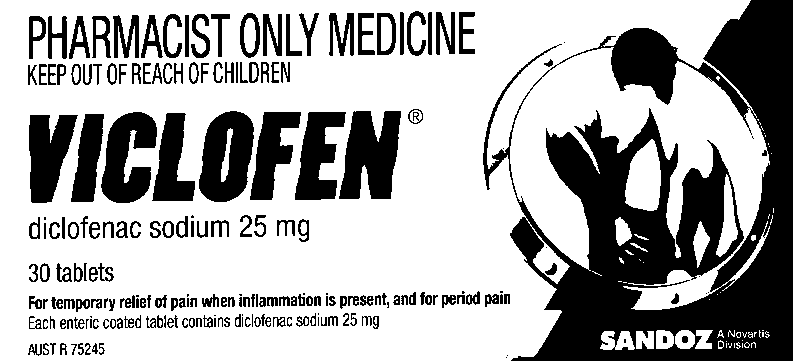 PHARMACIST ONLY MEDICINE
KEEP OUT OF REACH OF CHILDREN
VICLOFEN®
diclofenac sodium 25 mg
30 tablets
For temporary relief of pain when inflammation is present, and for period pain
Each enteric coated tablet contains diclofenac sodium 25 mg
AUST R 75245
SANDOZ A Novartis
Division